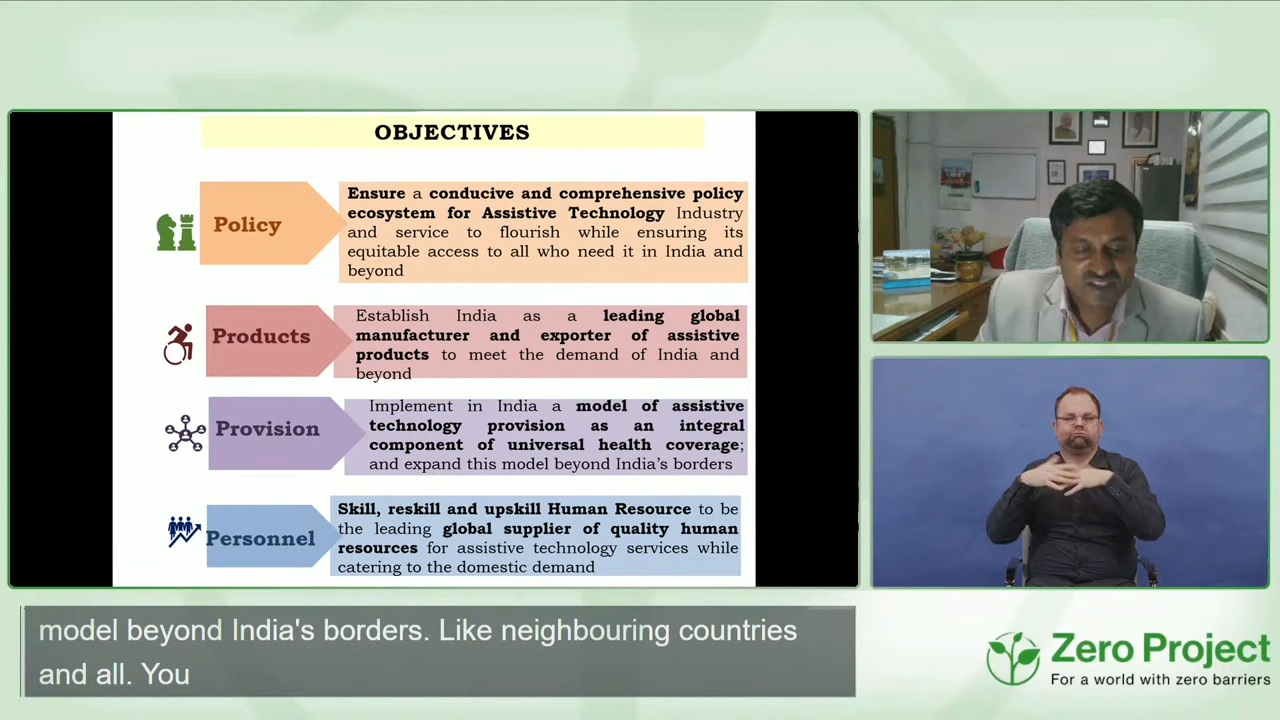 OBJECTIVES
Policy
Ensure a conducive and comprehensive policy
ecosystem for Assistive Technology Industry
and service to flourish while ensuring its
equitable access to all who need it in India and
beyond
Products
Establish India as a leading global
manufacturer and exporter of assistive
products to meet the demand of India and
beyond
Provision
Implement in India a model of assistive
technology provision as an integral
component of universal health coverage;
and expand this model beyond India's borders
Personnel
Skill, reskill and upskill Human Resource to be
the leading global supplier of quality human
resources for assistive technology services while
catering to the domestic demand
model beyond India's borders. Like neighbouring countries
and all. You
Zero Project
For a world with zero barriers